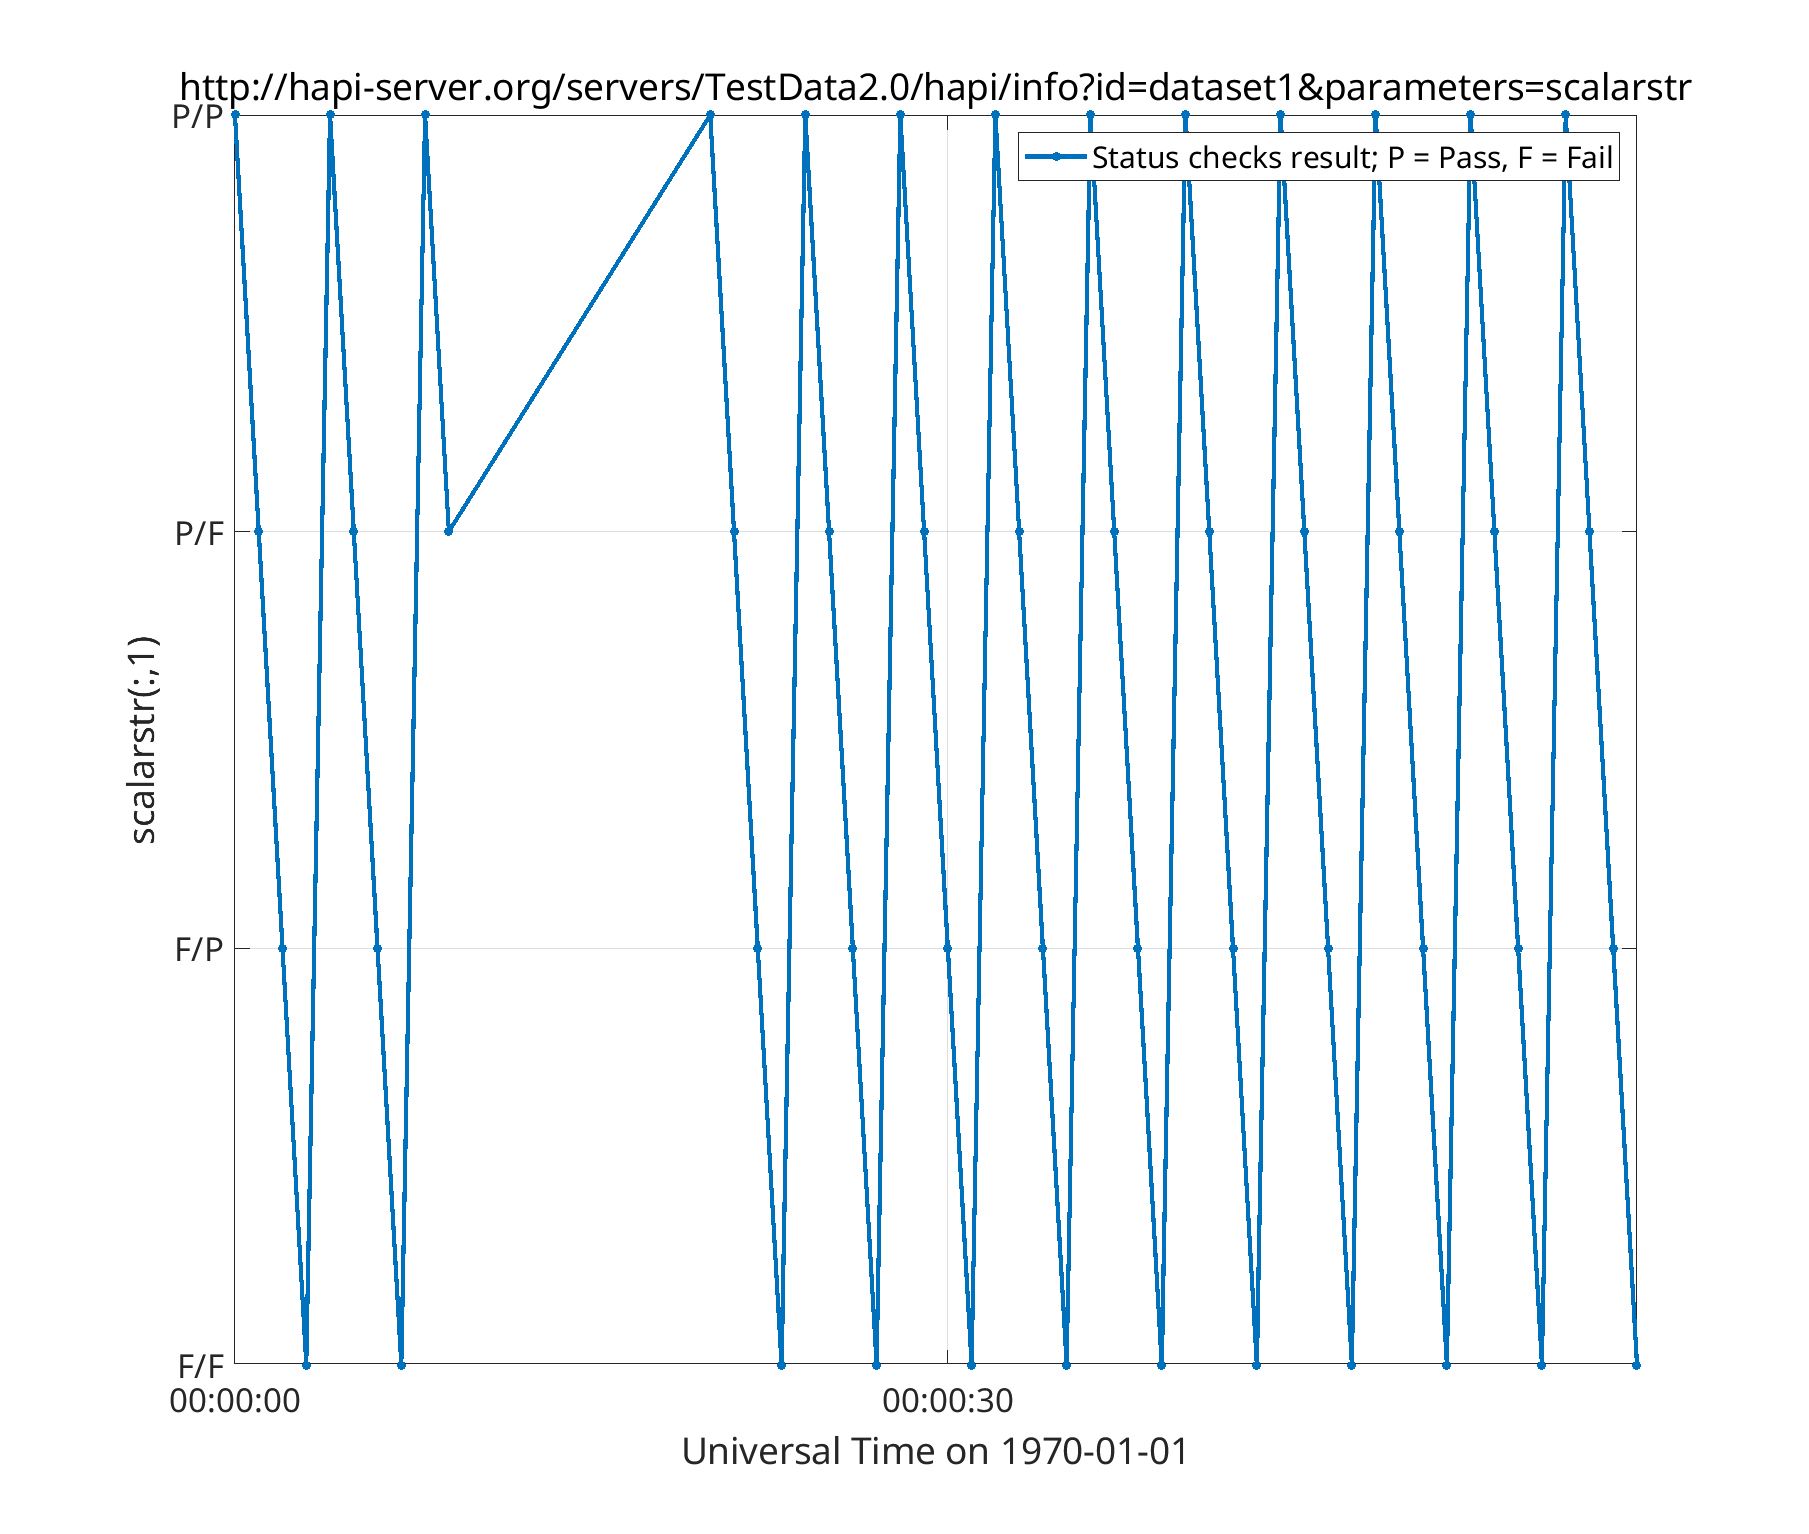 http://hapi-server.org/servers/TestData2.0/hapi/info?id=dataset1&parameters=scalarstr
P/P
Status checks result; P = Pass, F = Fail
P/F
scalarstr(:,1)
F/P
F/F
00:00:00 00:00:30
Universal Time on 1970-01-01